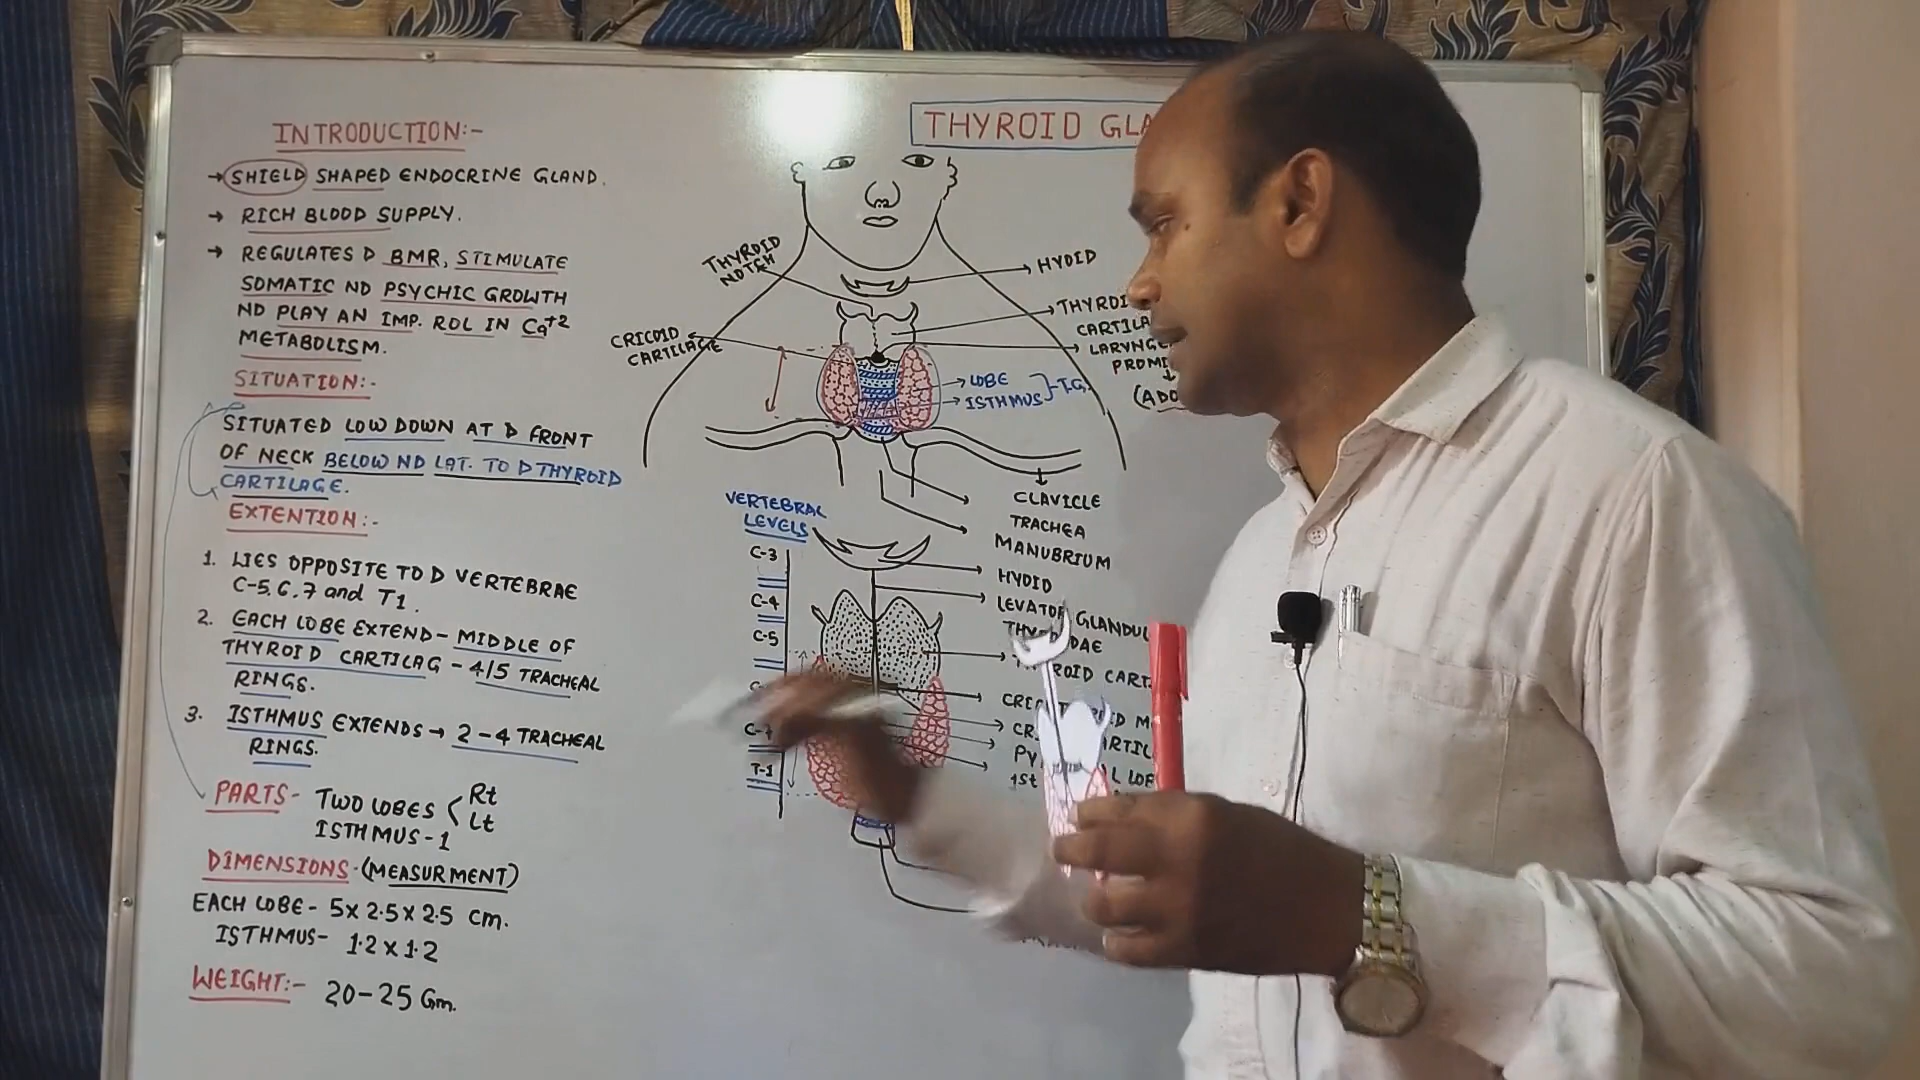 INTRODUCTION:-
→ SHIELD SHAPED ENDOCRINE GLAND.
→ RICH BLOOD SUPPLY.
→ REGULATES D BMR, STIMULATE
SOMATIC ND PSYCHIC GROWTH
ND PLAY AN IMP. ROL IN Ca+2
METABOLISM.
SITUATION:-
SITUATED LOW DOWN AT D FRONT
OF NECK BELOW ND LAT. TO D THYROID
CARTILAGE.
EXTENTION:-
1. LIES OPPOSITE TO D VERTEBRAE
C-5, 6, 7 and T1.
2. EACH LOBE EXTEND - MIDDLE OF
THYROID CARTILAG - 4/5 TRACHEAL
RINGS.
3. ISTHMUS EXTENDS → 2-4 TRACHEAL
RINGS.
PARTS- TWO LOBES < Rt
Lt
ISTHMUS - 1
DIMENSIONS - (MEASURMENT)
EACH LOBE - 5 x 2.5 x 2.5 cm.
ISTHMUS - 1.2 x 1.2
WEIGHT:- 20-25 Gm.
THYROID
THYROID
NOTCH
HYOID
CRICOID
CARTILAGE
LOBE
ISTHMUS
T.G.
CLAVICLE
TRACHEA
MANUBRIUM
VERTEBRAL
LEVELS
C-3
C-4
C-5
C-7
T-1
HYOID
LEVATOR
1st